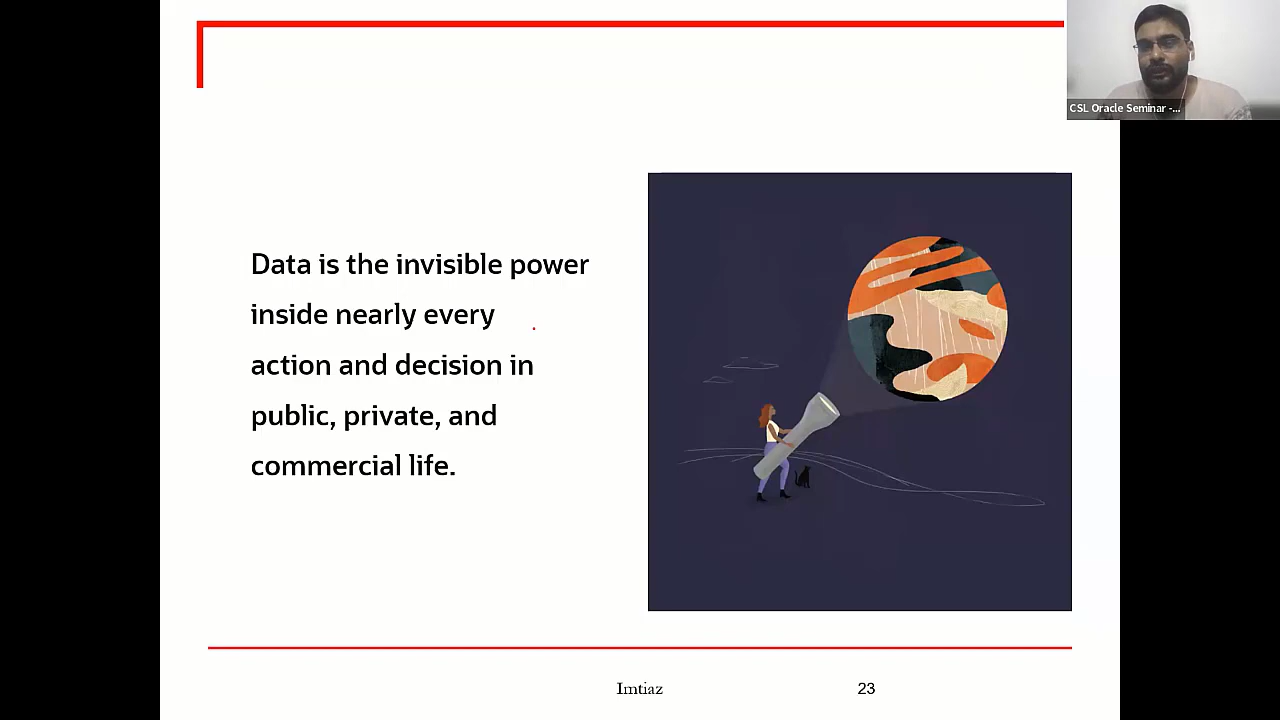 CSL Oracle Seminar -...
Data is the invisible power
inside nearly every
action and decision in
public, private, and
commercial life.
Imtiaz
23